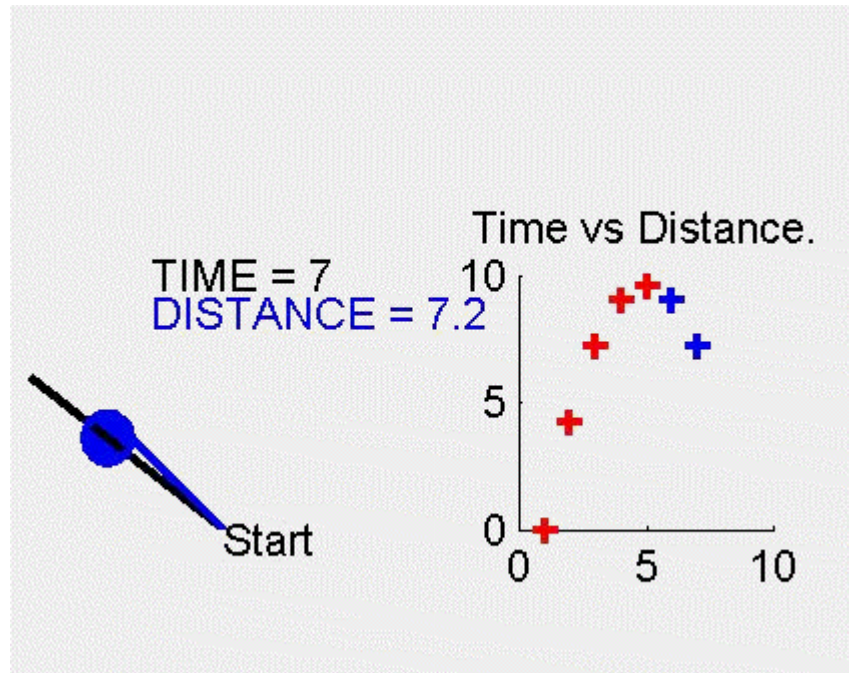 Time vs Distance.
TIME = 7
DISTANCE = 7.2
10
5
0
0 5 10
Start